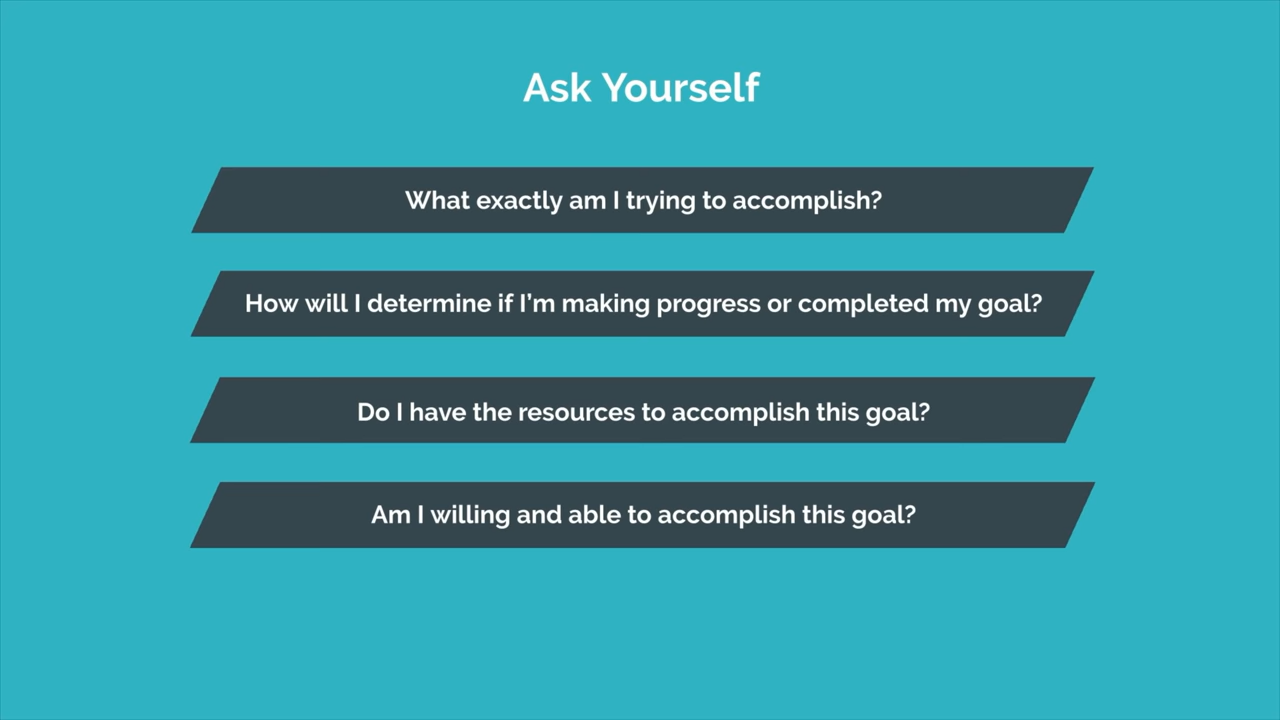 Ask Yourself
What exactly am I trying to accomplish?
How will I determine if I’m making progress or completed my goal?
Do I have the resources to accomplish this goal?
Am I willing and able to accomplish this goal?